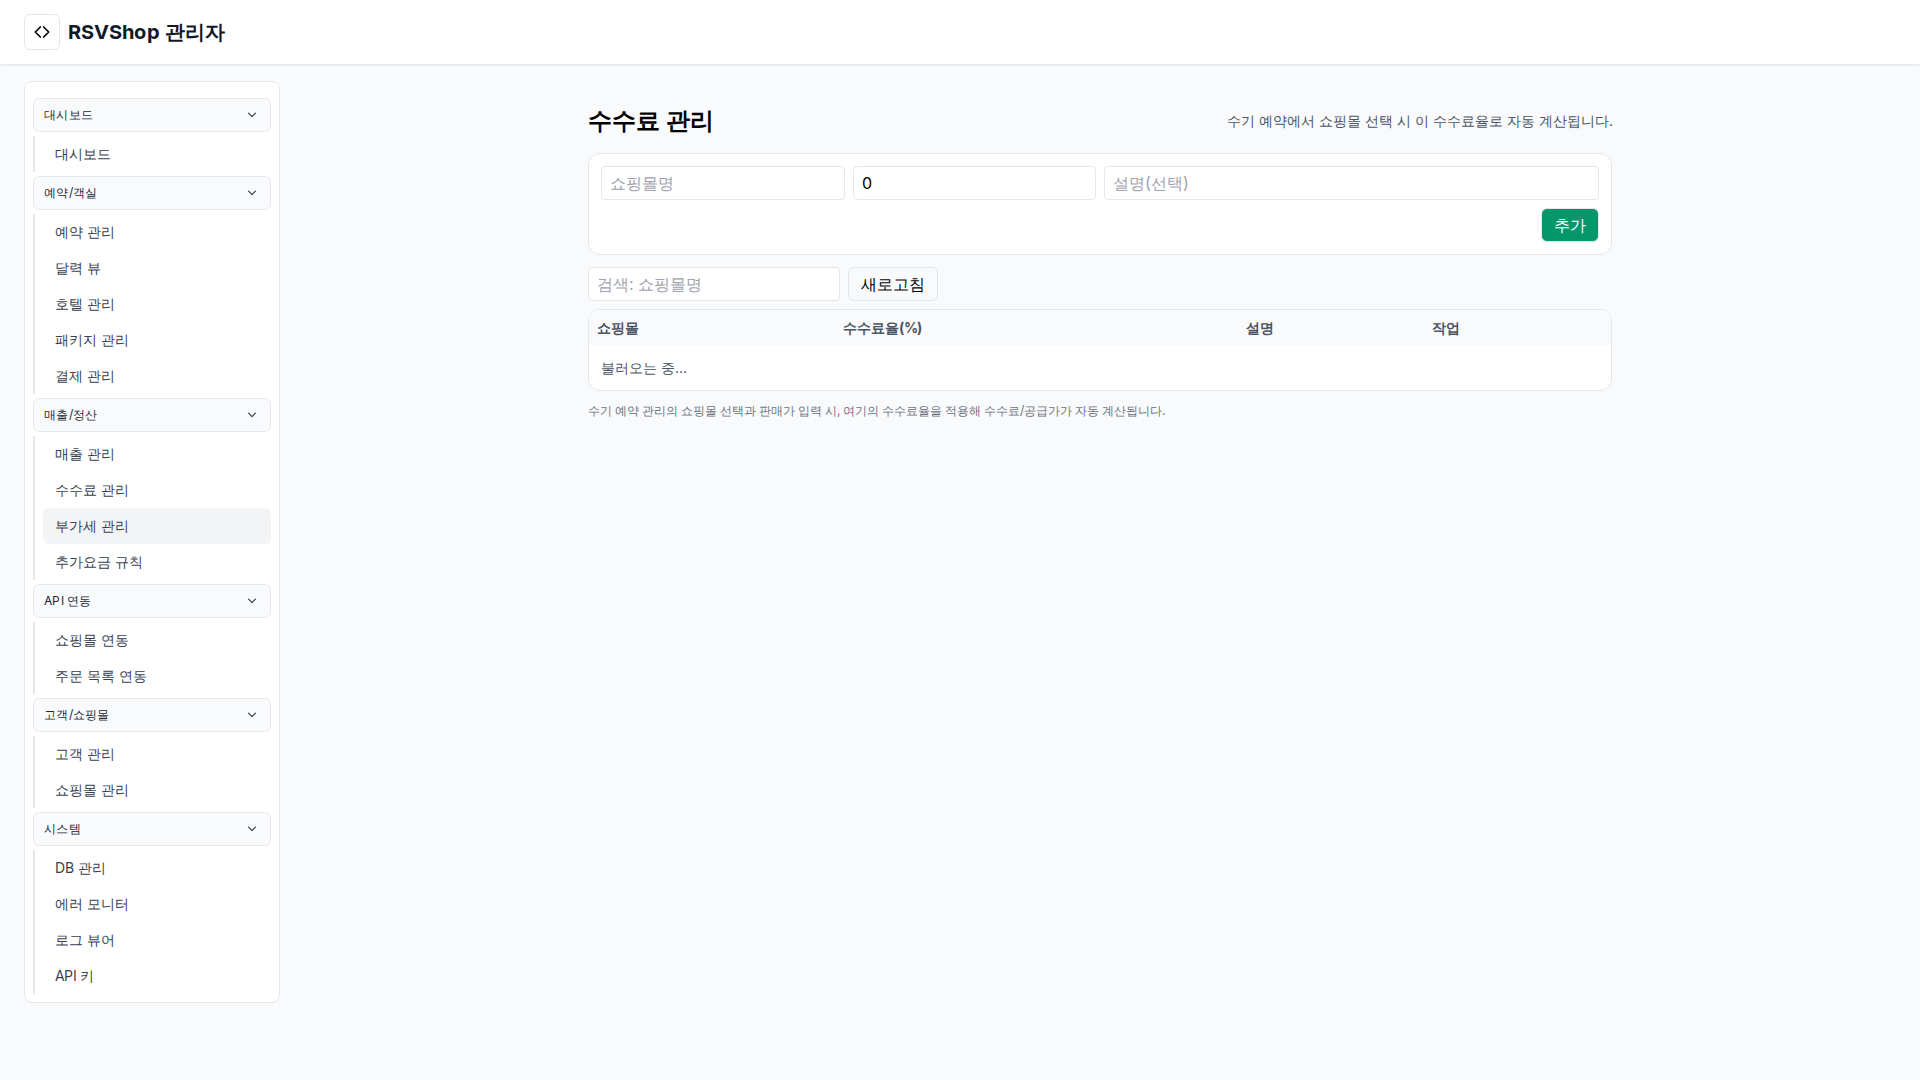 RSVShop 관리자
대시보드
대시보드
예약/객실
예약 관리
달력 뷰
호텔 관리
패키지 관리
결제 관리
매출/정산
매출 관리
수수료 관리
부가세 관리
추가요금 규칙
API 연동
쇼핑몰 연동
주문 목록 연동
고객/쇼핑몰
고객 관리
쇼핑몰 관리
시스템
DB 관리
에러 모니터
로그 뷰어
API 키
수수료 관리
수기 예약에서 쇼핑몰 선택 시 이 수수료율로 자동 계산됩니다.
쇼핑몰명 0 설명(선택)
추가
검색: 쇼핑몰명 새로고침
쇼핑몰 수수료율(%) 설명 작업
불러오는 중...
수기 예약 관리의 쇼핑몰 선택과 판매가 입력 시, 여기의 수수료율을 적용해 수수료/공급가가 자동 계산됩니다.